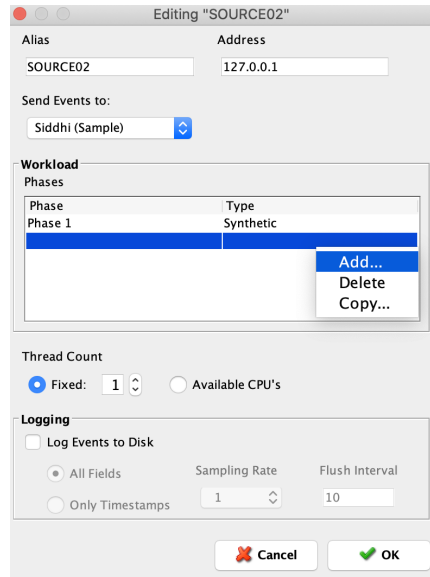 Editing "SOURCE02"
Alias Address
SOURCE02 127.0.0.1
Send Events to:
Siddhi (Sample)
Workload
Phases
Phase Type
Phase 1 Synthetic
Add...
Delete
Copy...
Thread Count
Fixed: 1 Available CPU's
Logging
Log Events to Disk
All Fields Sampling Rate Flush Interval
1 10
Only Timestamps
Cancel OK